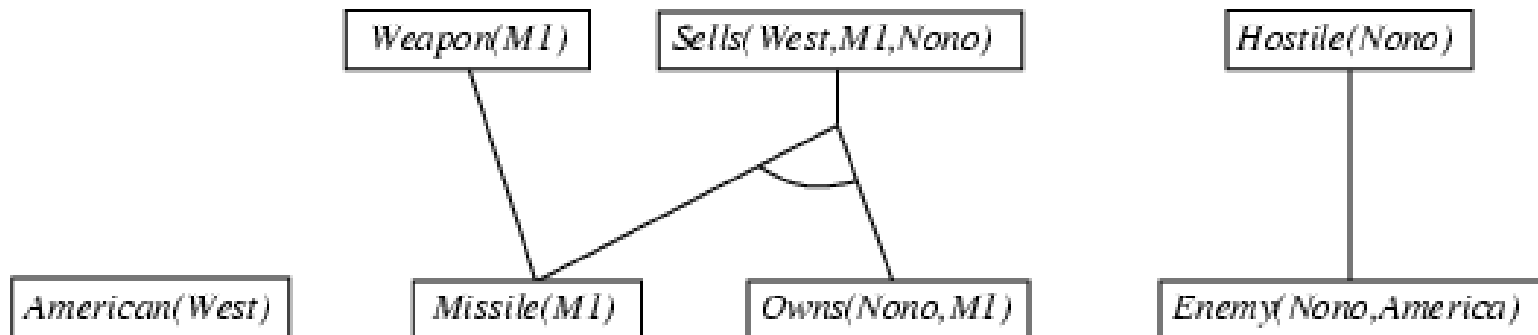 Weapon(M1)
Sells(West,M1,Nono)
Hostile(Nono)
American(West)
Missile(M1)
Owns(Nono,M1)
Enemy(Nono,America)